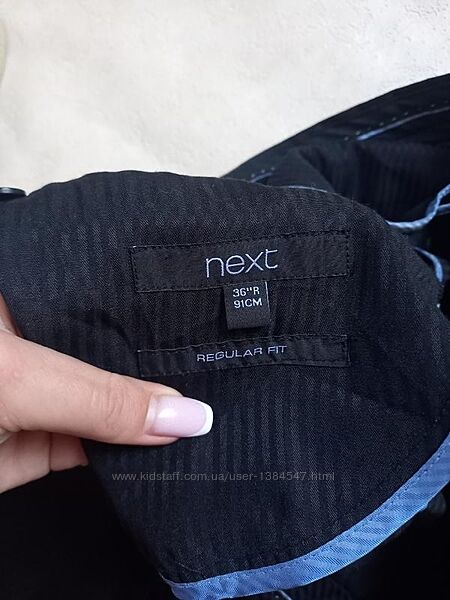 next
36"R
91CM
REGULAR FIT
www.kidstaff.com.ua/user-1384547.html